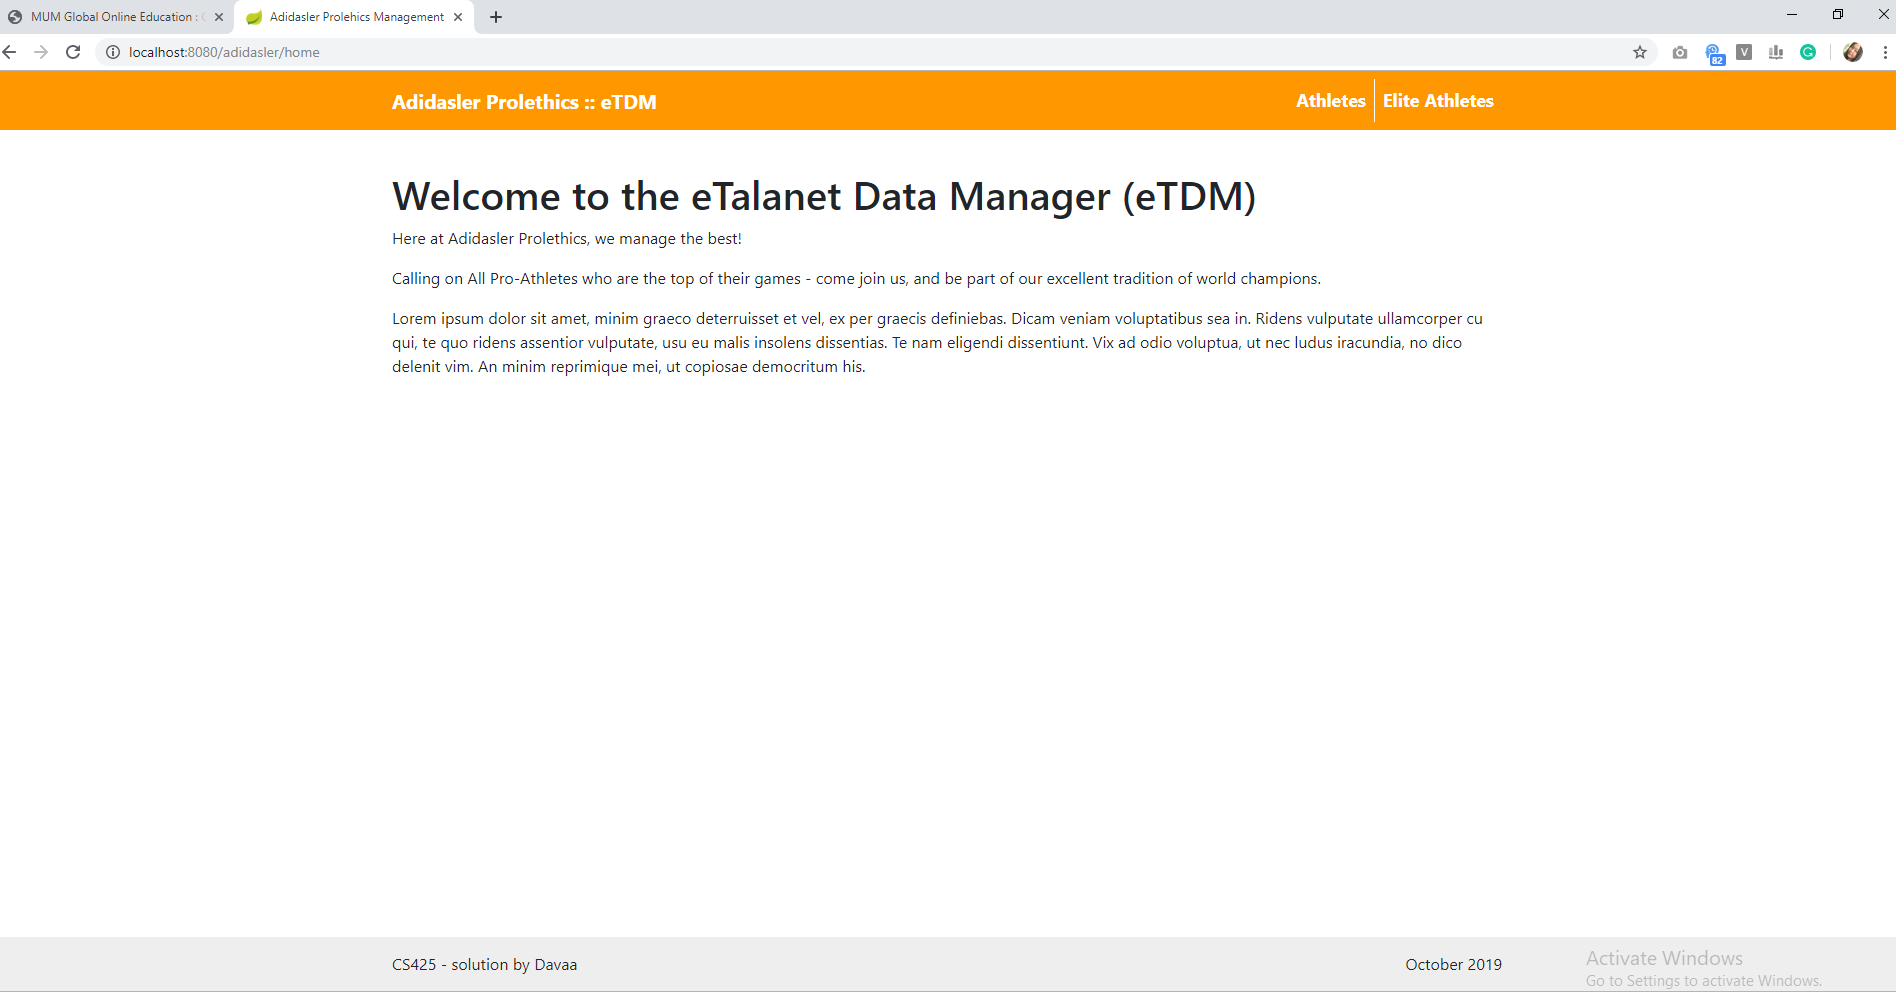 MUM Global Online Education :
Adidasler Prolehics Management
localhost:8080/adidasler/home
82
V
G
Adidasler Prolethics :: eTDM
Athletes
Elite Athletes
Welcome to the eTalanet Data Manager (eTDM)
Here at Adidasler Prolethics, we manage the best!
Calling on All Pro-Athletes who are the top of their games - come join us, and be part of our excellent tradition of world champions.
Lorem ipsum dolor sit amet, minim graeco deterruisset et vel, ex per graecis definiebas. Dicam veniam voluptatibus sea in. Ridens vulputate ullamcorper cu
qui, te quo ridens assentior vulputate, usu eu malis insolens dissentias. Te nam eligendi dissentiunt. Vix ad odio voluptua, ut nec ludus iracundia, no dico
delenit vim. An minim reprimique mei, ut copiosae democritum his.
CS425 - solution by Davaa
October 2019
Activate Windows
Go to Settings to activate Windows.